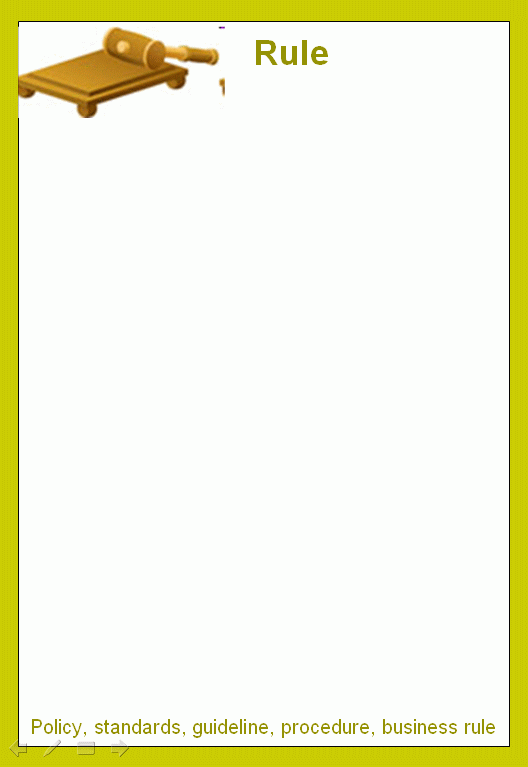 Rule
Policy, standards, guideline, procedure, business rule